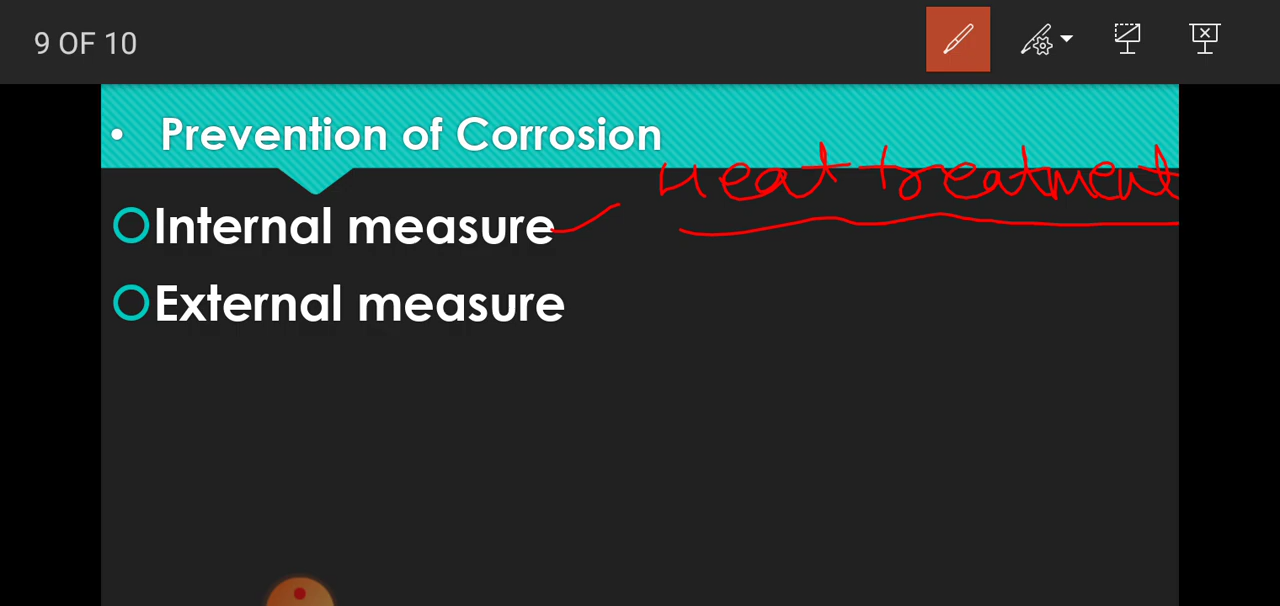 9 OF 10
• Prevention of Corrosion
Heat treatment
Internal measure
External measure